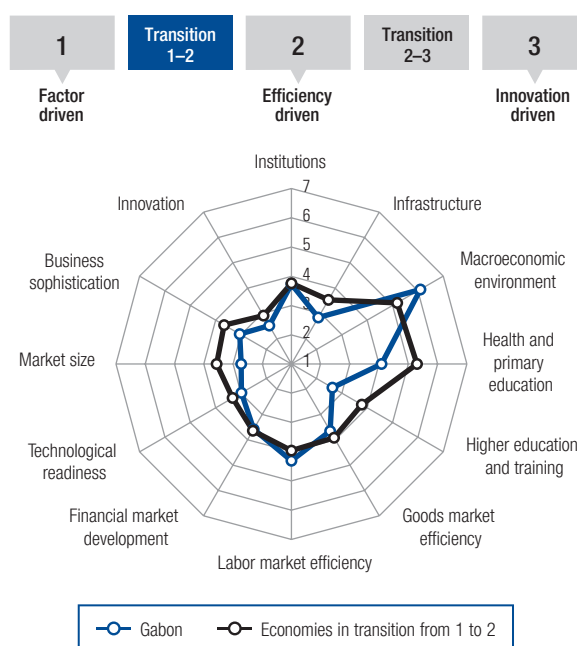 1
Transition
1–2
2
Transition
2–3
3
Factor
driven
Efficiency
driven
Innovation
driven
Institutions
Infrastructure
Macroeconomic
environment
Health and
primary
education
Higher education
and training
Goods market
efficiency
Labor market efficiency
Financial market
development
Technological
readiness
Market size
Business
sophistication
Innovation
7
6
5
4
3
2
1
Gabon
Economies in transition from 1 to 2